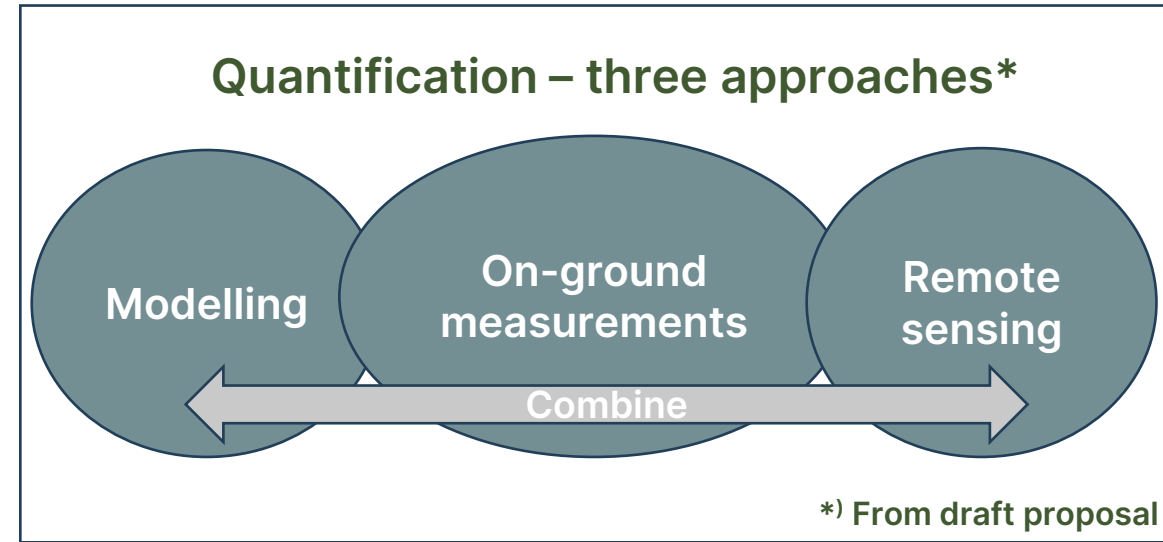 Quantification – three approaches*
Modelling
On-ground
measurements
Remote
sensing
Combine
*) From draft proposal